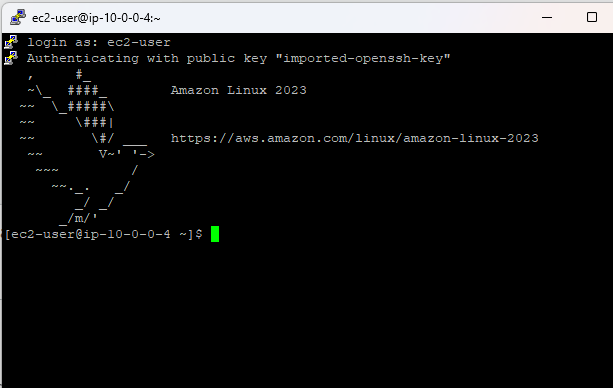 ec2-user@ip-10-0-0-4:~
login as: ec2-user
Authenticating with public key "imported-openssh-key"
   ,     #_
   ~\_  ####_        Amazon Linux 2023
  ~~  \_#####\
  ~~     \###|
  ~~       \#/ ___   https://aws.amazon.com/linux/amazon-linux-2023
   ~~       V~' '->
    ~~~         /
      ~~._.   _/
         _/ _/
       _/m/'
[ec2-user@ip-10-0-0-4 ~]$